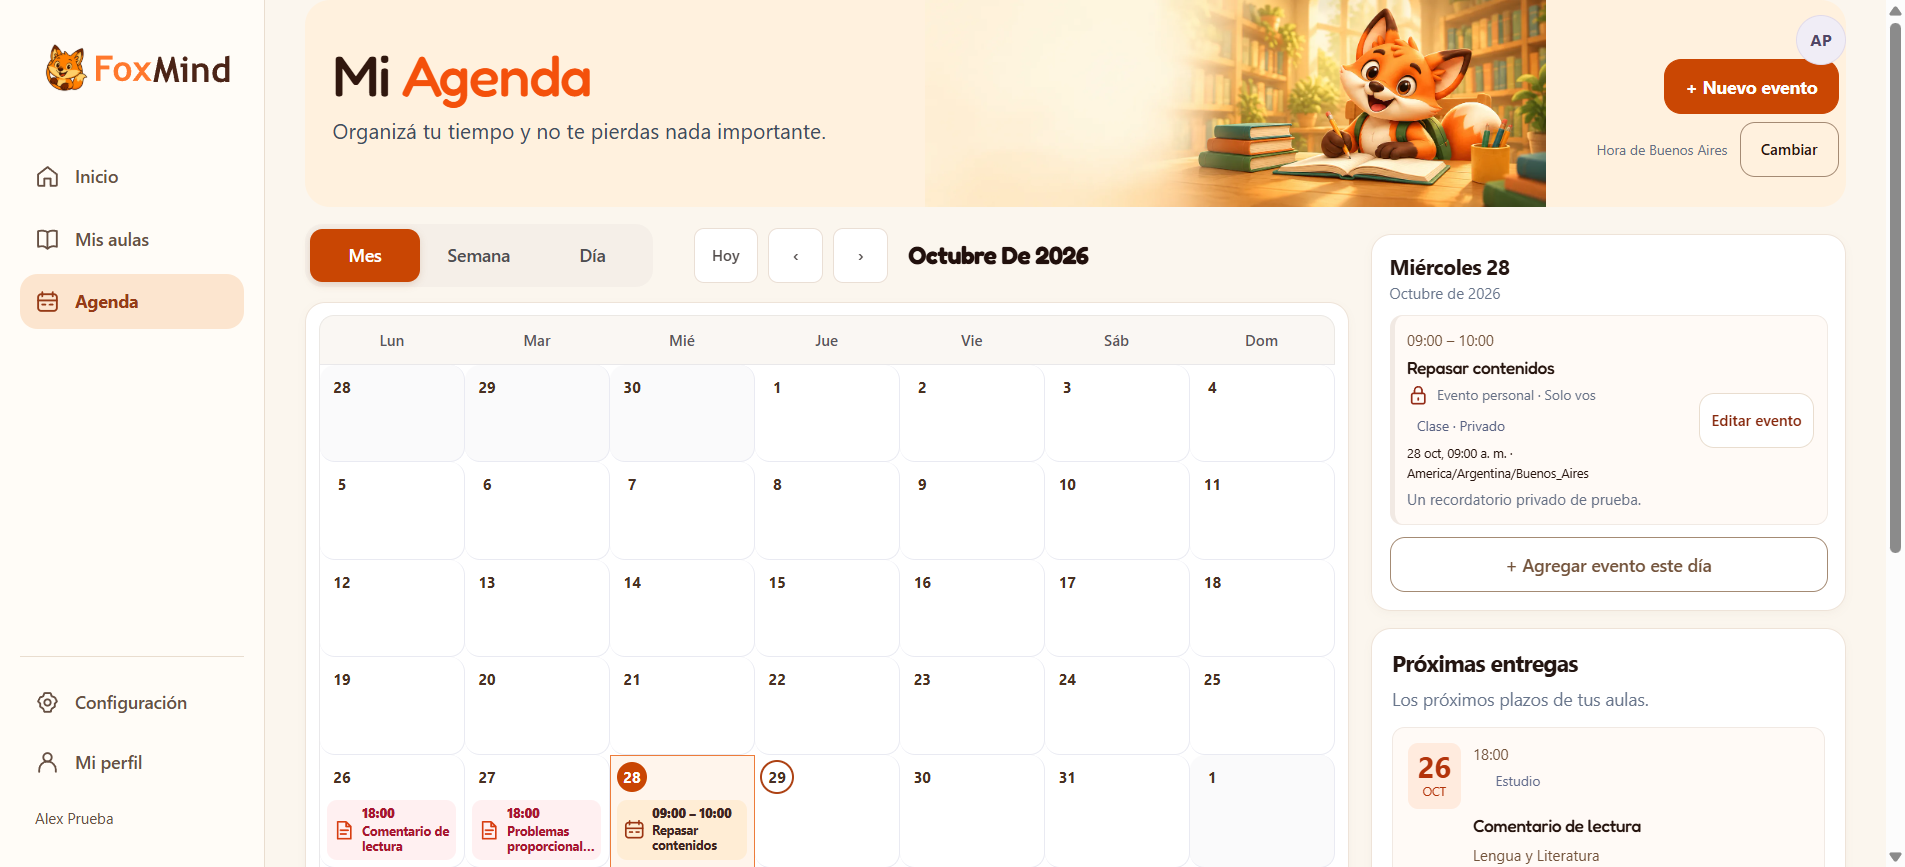 FoxMind
Inicio
Mis aulas
Agenda
Configuración
Mi perfil
Alex Prueba
Mi Agenda
Organizá tu tiempo y no te pierdas nada importante.
AP
+ Nuevo evento
Hora de Buenos Aires
Cambiar
Mes
Semana
Día
Hoy
‹
›
Octubre De 2026
Lun Mar Mié Jue Vie Sáb Dom
28 29 30 1 2 3 4
5 6 7 8 9 10 11
12 13 14 15 16 17 18
19 20 21 22 23 24 25
26 27 28 29 30 31 1
18:00
Comentario de
lectura
18:00
Problemas
proporcional...
09:00 – 10:00
Repasar
contenidos
Miércoles 28
Octubre de 2026
09:00 – 10:00
Repasar contenidos
Evento personal · Solo vos
Clase · Privado
28 oct, 09:00 a. m. ·
America/Argentina/Buenos_Aires
Un recordatorio privado de prueba.
Editar evento
+ Agregar evento este día
Próximas entregas
Los próximos plazos de tus aulas.
26
OCT
18:00
Estudio
Comentario de lectura
Lengua y Literatura